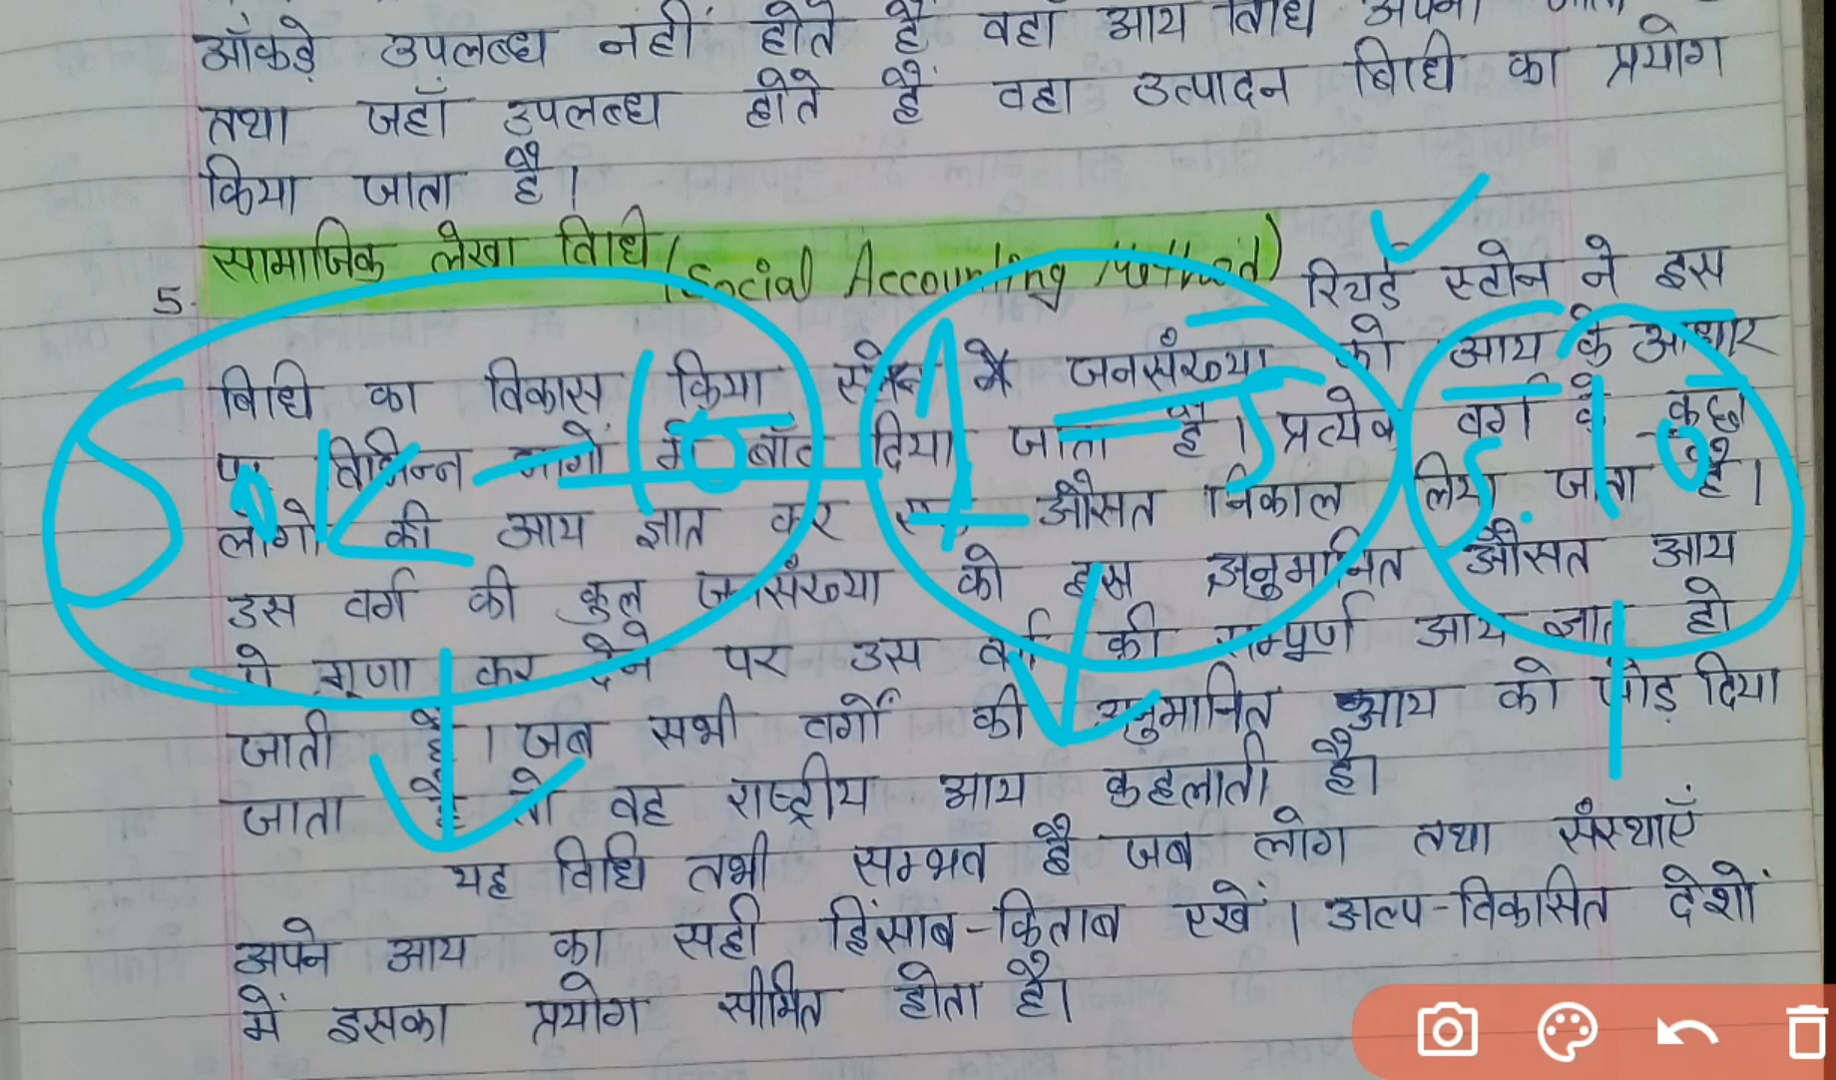 आँकड़े उपलब्ध नहीं होते हैं वहाँ आय विधि अपनी
तथा जहाँ उपलब्ध होते हैं वहा उत्पादन बिधि का प्रयोग
किया जाता है।
5. सामाजिक लेखा विधि (Social Accounting Method) रिचर्ड स्टोन ने इस
बिधि का विकास किया में जनसंख्या को आय के आधार
पर विभिन्न भागों में बाँट दिया जाता है। प्रत्येक वर्ग के कुछ
लोगो की आय ज्ञात कर औसत निकाल लिया जाता है।
उस वर्ग की कुल जनसंख्या को इस अनुमानित औसत आय
से गुणा कर देने पर उस वर्ग की सम्पूर्ण आय ज्ञात हो
जाती है। जब सभी वर्गों की अनुमानित आय को जोड़ दिया
जाता है तो वह राष्ट्रीय आय कहलाती है।
यह विधि तभी सम्भव है जब लोग तथा संस्थाएँ
अपने आय का सही हिंसाब-किताब रखें। अल्प-विकासित देशों
में इसका प्रयोग सीमित होता है।